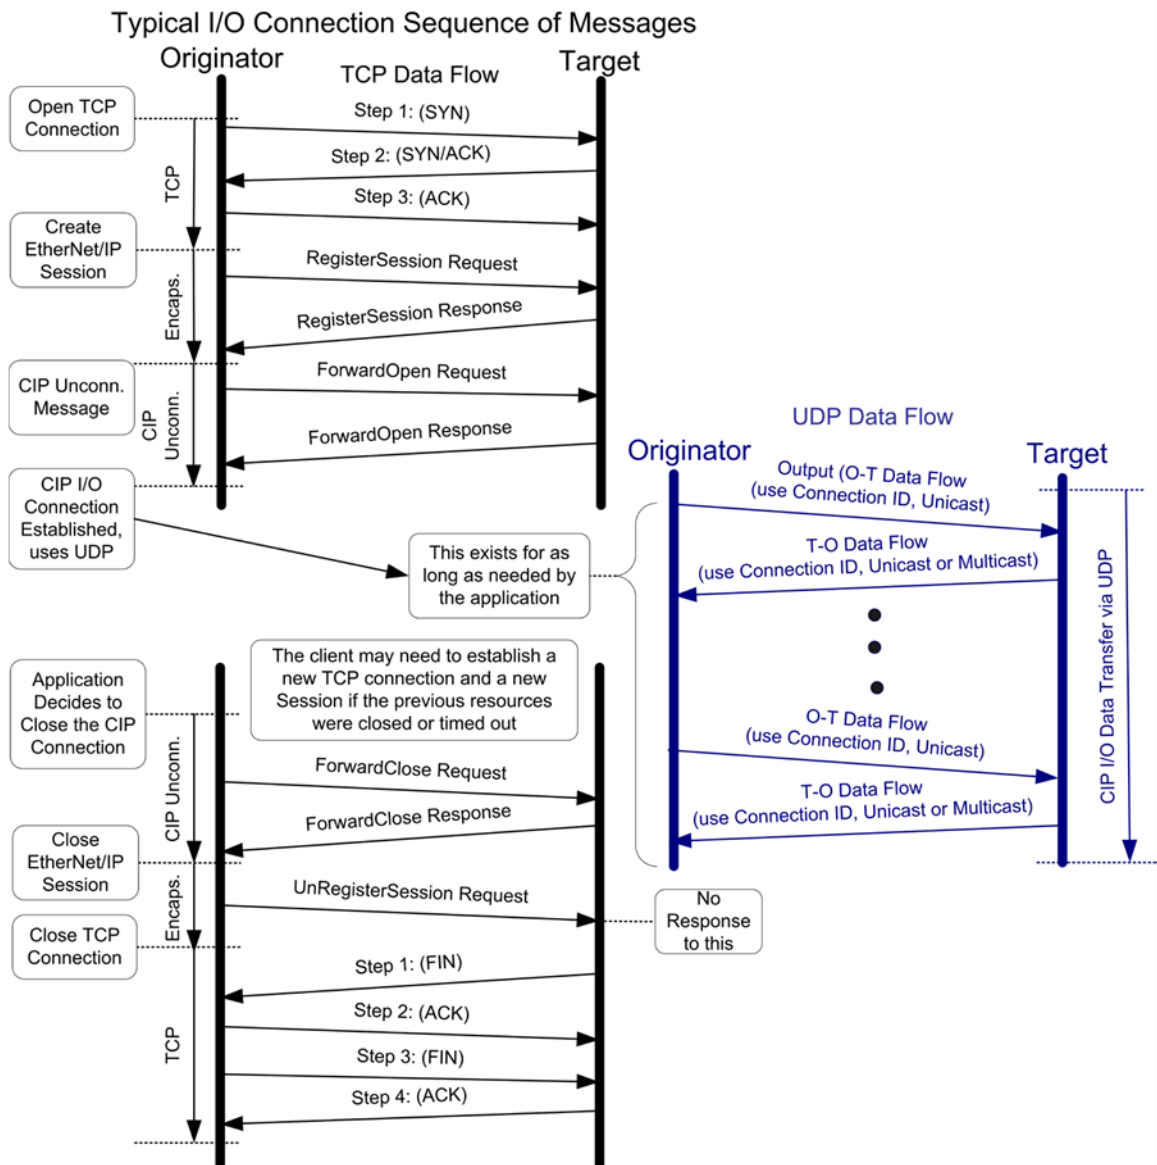 Typical I/O Connection Sequence of Messages
Originator
Target
TCP Data Flow
Open TCP
Connection
Step 1: (SYN)
Step 2: (SYN/ACK)
TCP
Step 3: (ACK)
Create
EtherNet/IP
Session
RegisterSession Request
Encaps.
RegisterSession Response
CIP Unconn.
Message
ForwardOpen Request
CIP
Unconn.
ForwardOpen Response
CIP I/O
Connection
Established,
uses UDP
This exists for as
long as needed by
the application
UDP Data Flow
Originator
Target
Output (O-T Data Flow
(use Connection ID, Unicast)
T-O Data Flow
(use Connection ID, Unicast or Multicast)
O-T Data Flow
(use Connection ID, Unicast)
T-O Data Flow
(use Connection ID, Unicast or Multicast)
CIP I/O Data Transfer via UDP
The client may need to establish a
new TCP connection and a new
Session if the previous resources
were closed or timed out
Application
Decides to
Close the CIP
Connection
CIP Unconn.
ForwardClose Request
ForwardClose Response
Close
EtherNet/IP
Session
Encaps.
UnRegisterSession Request
No
Response
to this
Close TCP
Connection
TCP
Step 1: (FIN)
Step 2: (ACK)
Step 3: (FIN)
Step 4: (ACK)